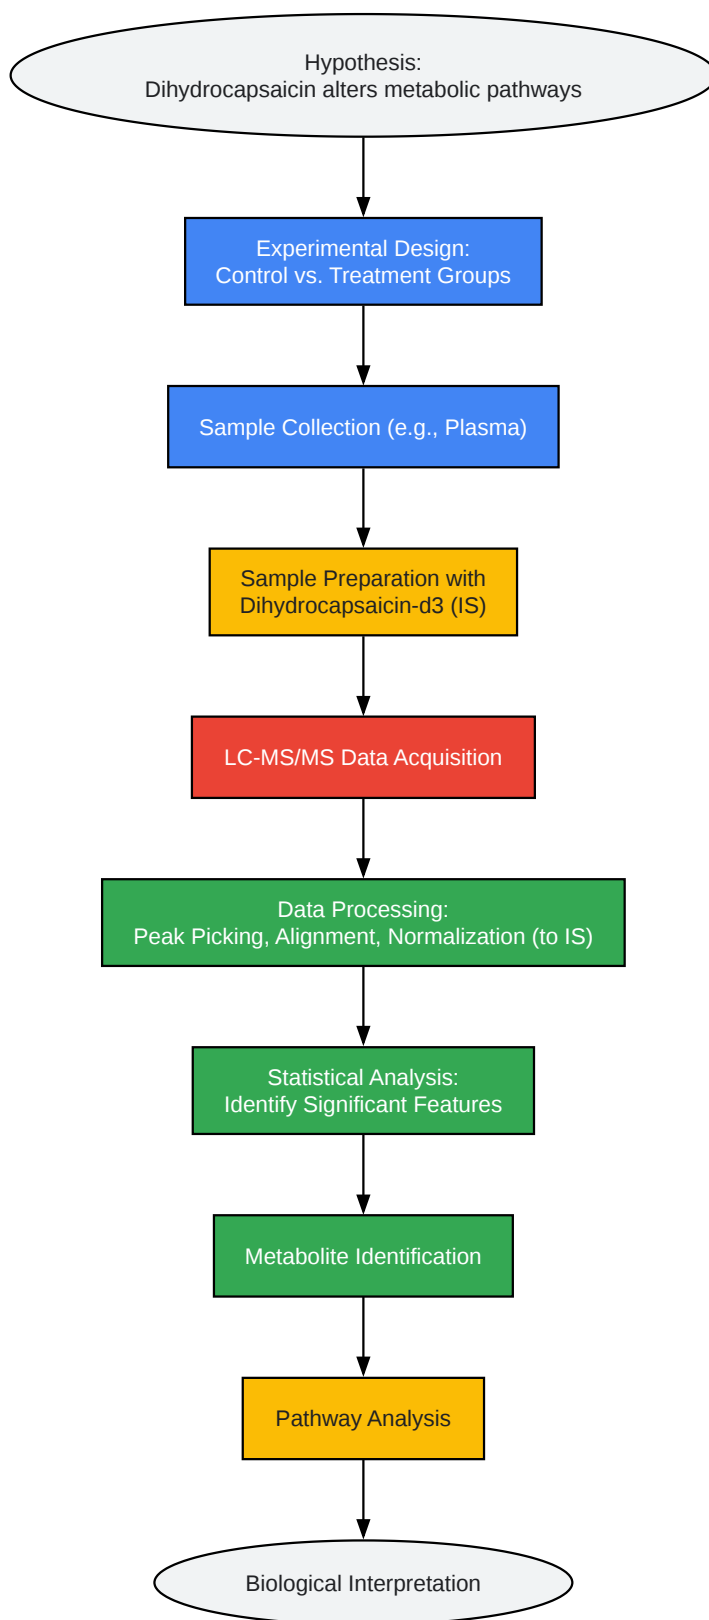 Hypothesis:
Dihydrocapsaicin alters metabolic pathways
Experimental Design:
Control vs. Treatment Groups
Sample Collection (e.g., Plasma)
Sample Preparation with
Dihydrocapsaicin-d3 (IS)
LC-MS/MS Data Acquisition
Data Processing:
Peak Picking, Alignment, Normalization (to IS)
Statistical Analysis:
Identify Significant Features
Metabolite Identification
Pathway Analysis
Biological Interpretation